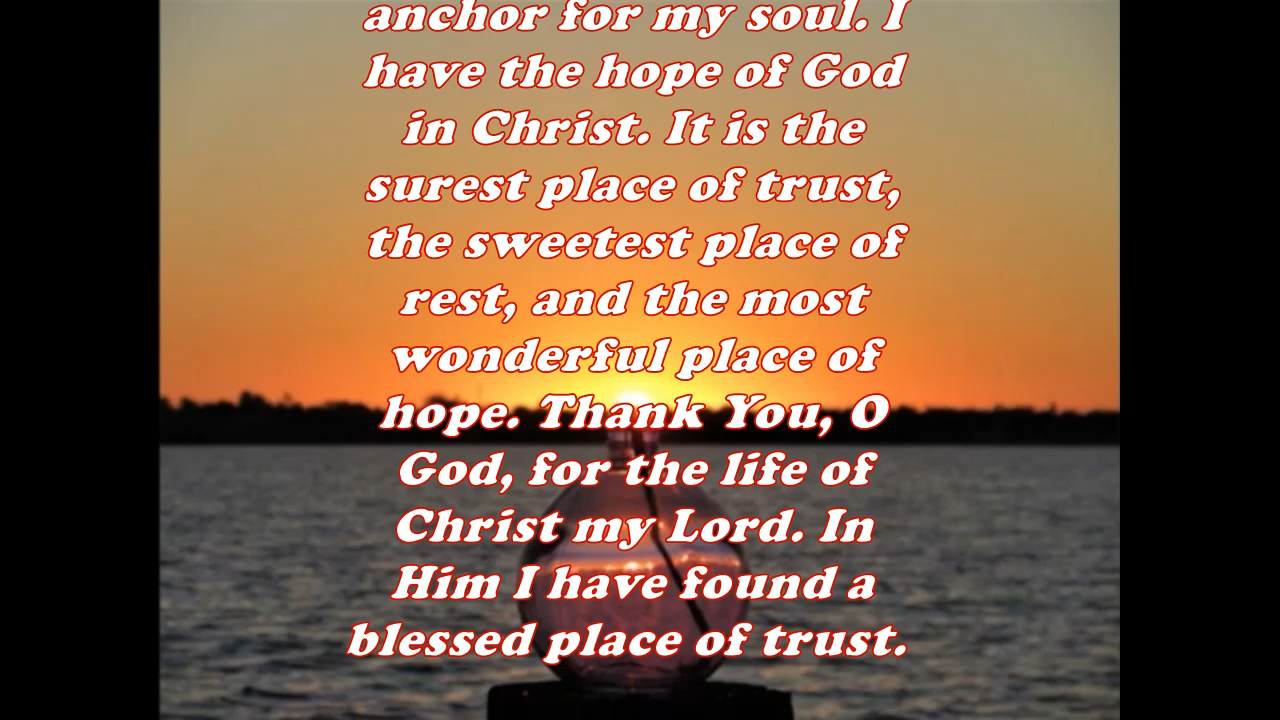 anchor for my soul. I
have the hope of God
in Christ. It is the
surest place of trust,
the sweetest place of
rest, and the most
wonderful place of
hope. Thank You, O
God, for the life of
Christ my Lord. In
Him I have found a
blessed place of trust.